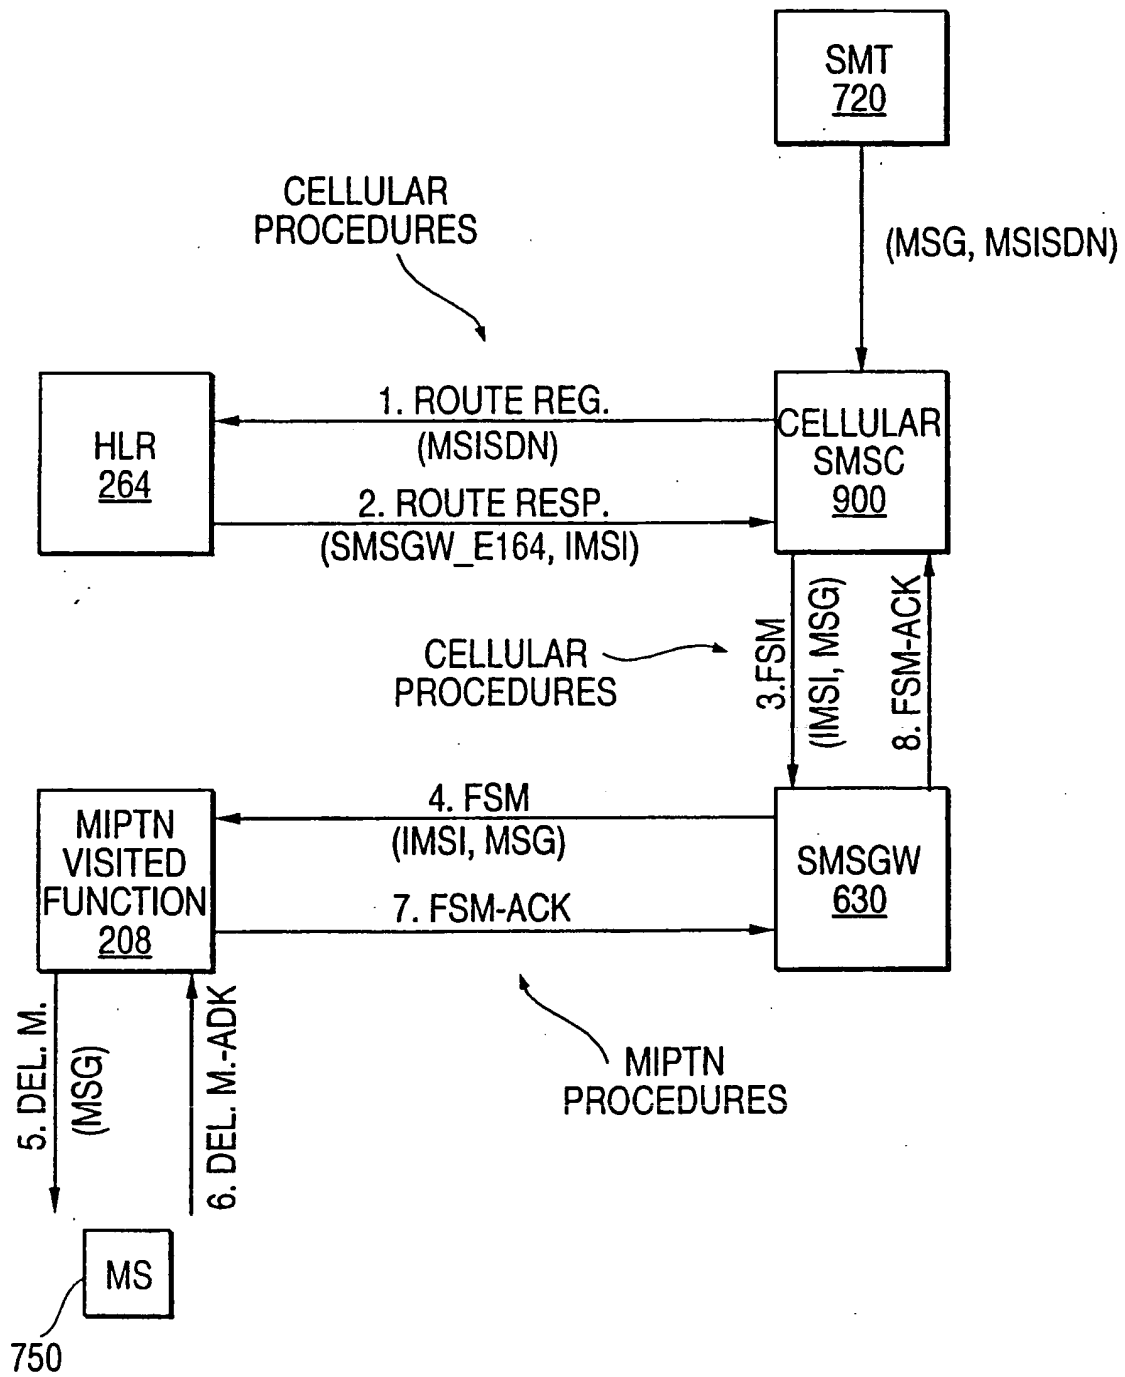 SMT
720
CELLULAR
PROCEDURES
(MSG, MSISDN)
HLR
264
1. ROUTE REG.
(MSISDN)
2. ROUTE RESP.
(SMSGW_E164, IMSI)
CELLULAR
SMSC
900
CELLULAR
PROCEDURES
3.FSM
(IMSI, MSG)
8. FSM-ACK
MIPTN
VISITED
FUNCTION
208
4. FSM
(IMSI, MSG)
7. FSM-ACK
SMSGW
630
5. DEL. M.
(MSG)
6. DEL. M.-ADK
MIPTN
PROCEDURES
MS
750